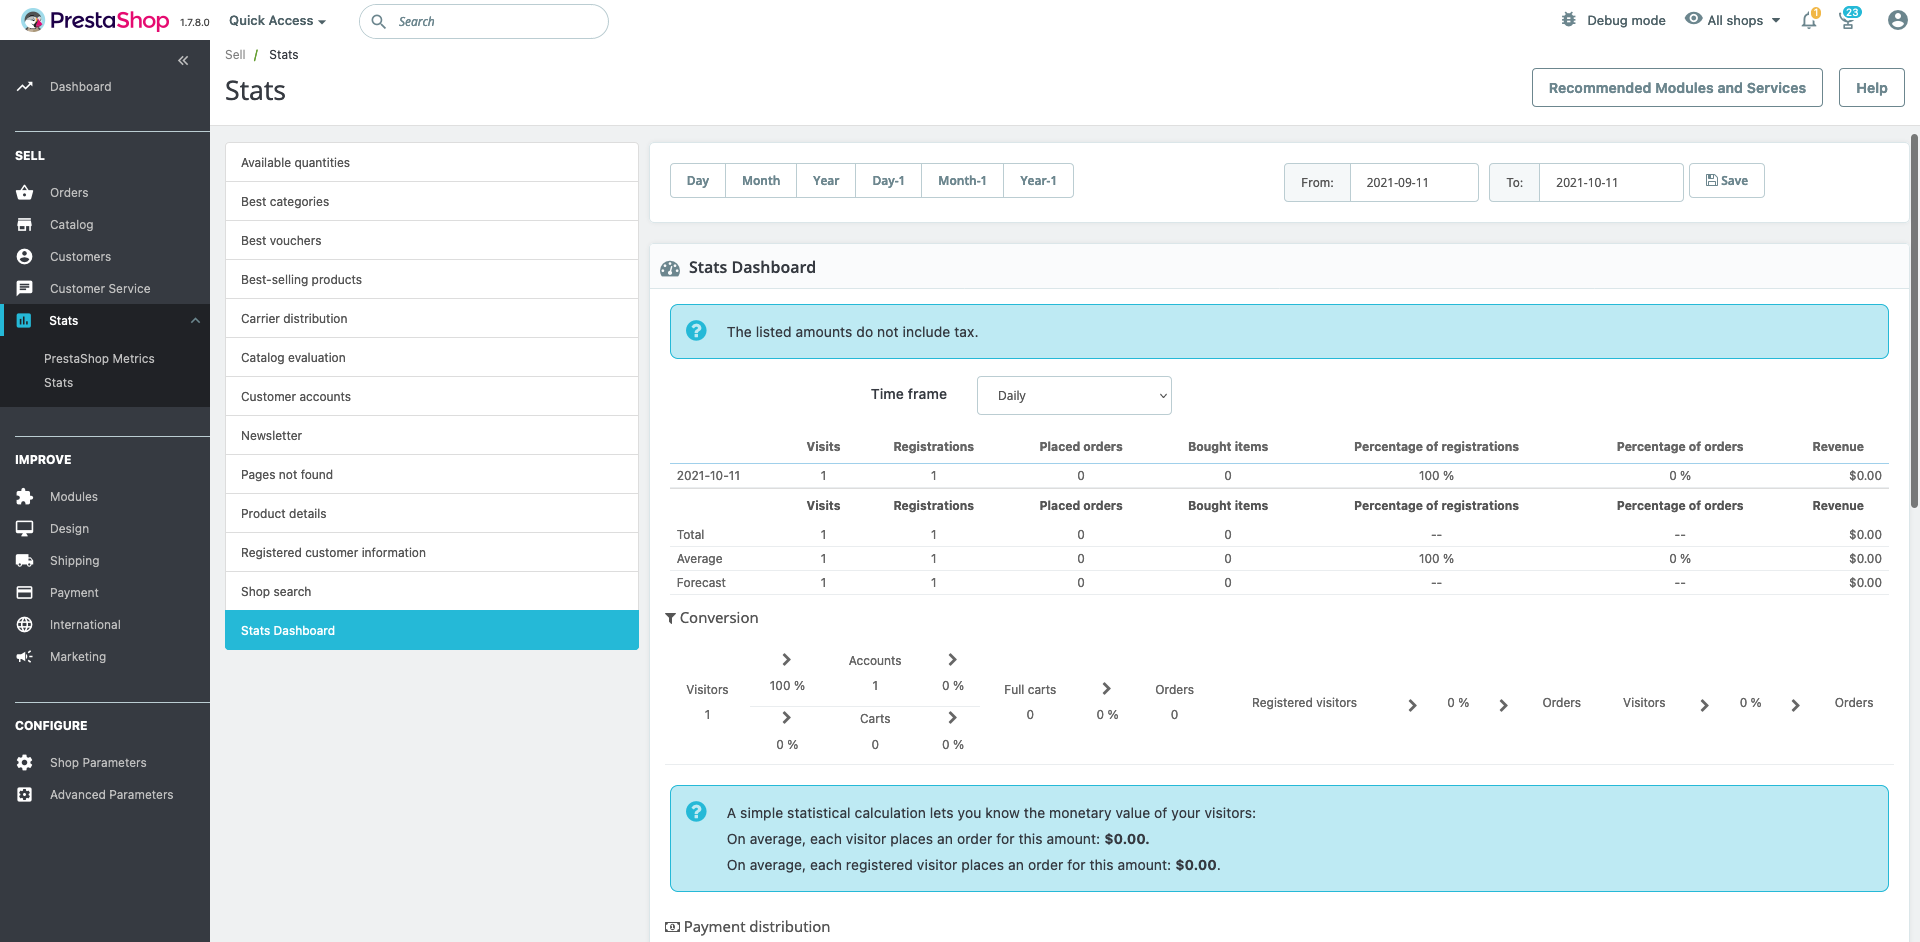 PrestaShop 1.7.8.0 Quick Access Search Debug mode All shops 1 23
Sell / Stats
Stats
Recommended Modules and Services Help
Dashboard
SELL
Orders
Catalog
Customers
Customer Service
Stats
PrestaShop Metrics
Stats
IMPROVE
Modules
Design
Shipping
Payment
International
Marketing
CONFIGURE
Shop Parameters
Advanced Parameters
Available quantities
Best categories
Best vouchers
Best-selling products
Carrier distribution
Catalog evaluation
Customer accounts
Newsletter
Pages not found
Product details
Registered customer information
Shop search
Stats Dashboard
Day Month Year Day-1 Month-1 Year-1 From: 2021-09-11 To: 2021-10-11 Save
Stats Dashboard
? The listed amounts do not include tax.
Time frame Daily
Visits Registrations Placed orders Bought items Percentage of registrations Percentage of orders Revenue
2021-10-11 1 1 0 0 100 % 0 % $0.00
Visits Registrations Placed orders Bought items Percentage of registrations Percentage of orders Revenue
Total 1 1 0 0 -- -- $0.00
Average 1 1 0 0 100 % 0 % $0.00
Forecast 1 1 0 0 -- -- $0.00
Conversion
Accounts
100 % 1 0 %
Visitors Full carts Orders
1 0 0 % 0
Carts
0 % 0 0 %
Registered visitors 0 % Orders Visitors 0 % Orders
? A simple statistical calculation lets you know the monetary value of your visitors:
On average, each visitor places an order for this amount: $0.00.
On average, each registered visitor places an order for this amount: $0.00.
Payment distribution